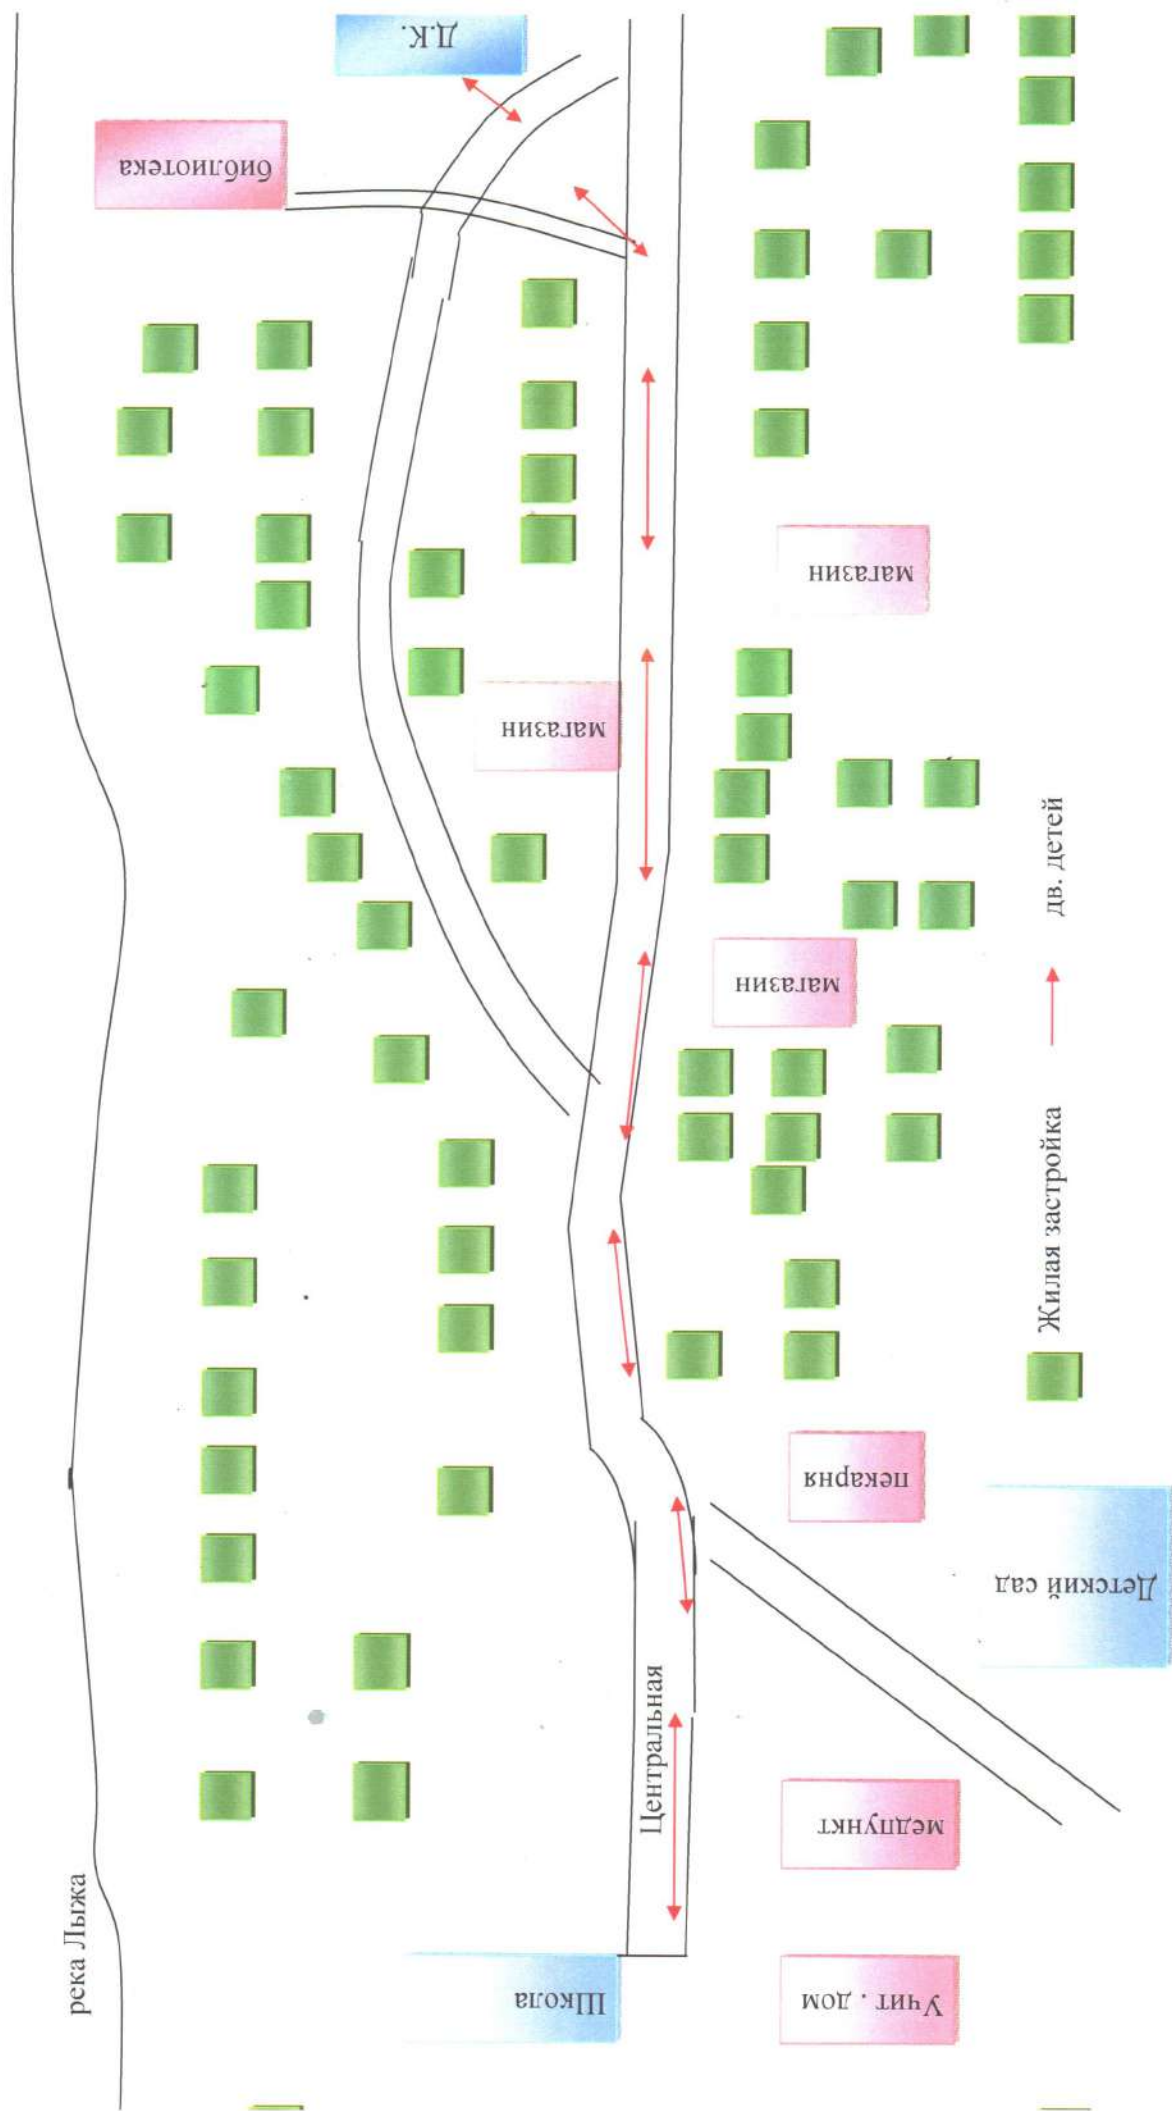 Д.К.
библиотека
магазин
магазин
магазин
дв. детей
Жилая застройка
пекарня
Детский сад
Центральная
медпункт
река Лыжа
Школа
Учит . дом